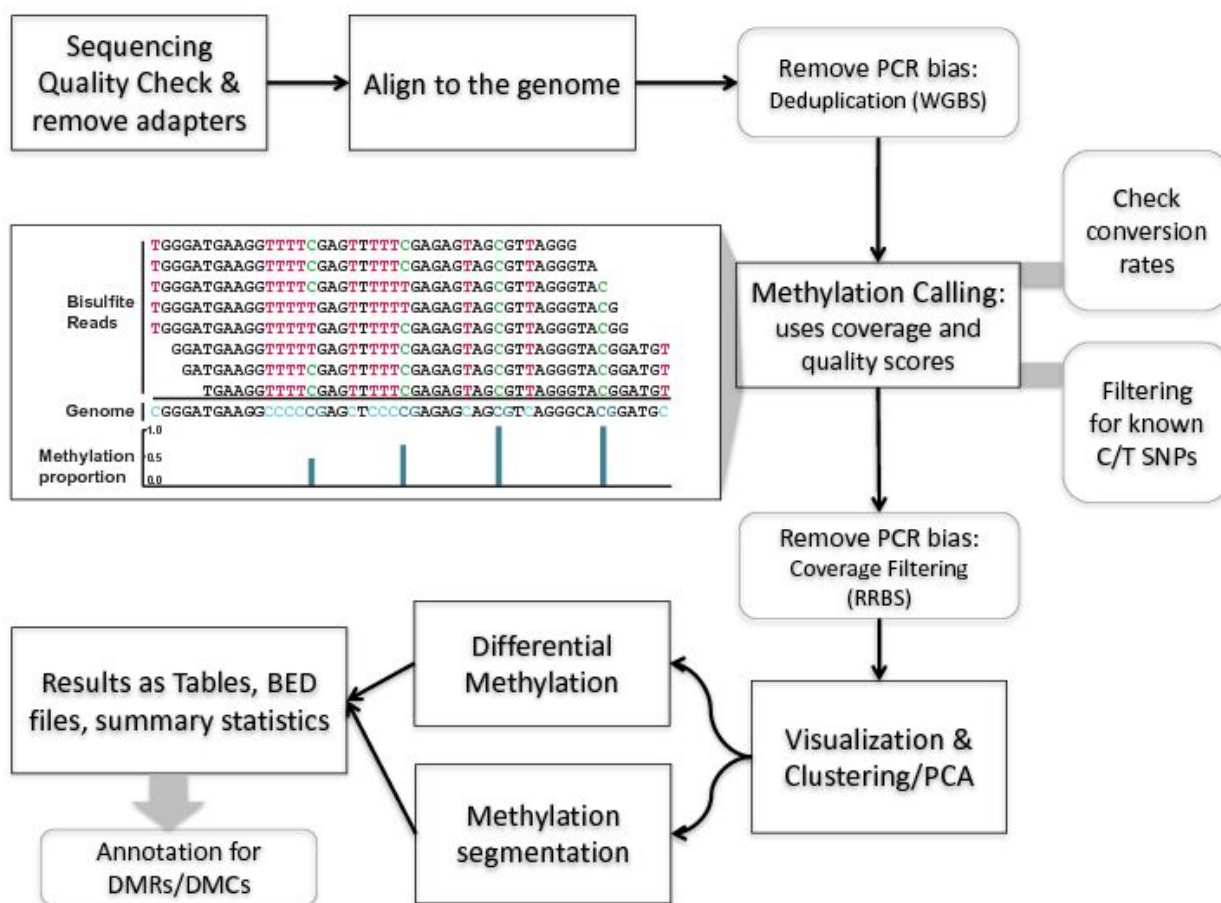 Sequencing
Quality Check &
remove adapters
Align to the genome
Remove PCR bias:
Deduplication (WGBS)
Check
conversion
rates
Methylation Calling:
uses coverage and
quality scores
Filtering
for known
C/T SNPs
Bisulfite
Reads
TGGGATGAAGGTTTTCGAGTTTTTCGAGAGTAGCGTTAGGG
TGGGATGAAGGTTTTCGAGTTTTTCGAGAGTAGCGTTAGGGTA
TGGGATGAAGGTTTTCGAGTTTTTCGAGAGTAGCGTTAGGGTAC
TGGGATGAAGGTTTTTGAGTTTTTTGAGAGTAGCGTTAGGGTACG
TGGGATGAAGGTTTTTGAGTTTTTTGAGAGTAGCGTTAGGGTACGG
GGATGAAGGTTTTTGAGTTTTTCGAGAGTAGCGTTAGGGTACGGATGT
GATGAAGGTTTTCGAGTTTTTCGAGAGTAGCGTTAGGGTACGGATGT
TGAAGGTTTTCGAGTTTTTCGAGAGTAGCGTTAGGGTACGGATGT
Genome
CGGGATGAAGGCCCCCGAGCTCCCCGAGAGCAGCGTCAGGGCACGGATGC
Methylation
proportion
1.0
0.5
0.0
Remove PCR bias:
Coverage Filtering
(RRBS)
Visualization &
Clustering/PCA
Differential
Methylation
Methylation
segmentation
Results as Tables, BED
files, summary statistics
Annotation for
DMRs/DMCs